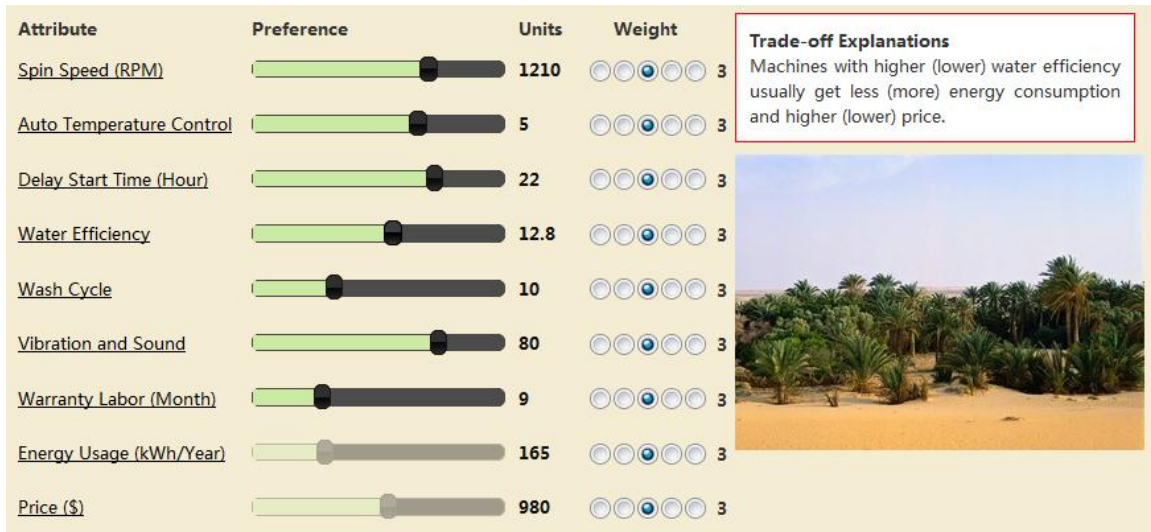 Attribute Preference Units Weight
Spin Speed (RPM) 1210 3
Auto Temperature Control 5 3
Delay Start Time (Hour) 22 3
Water Efficiency 12.8 3
Wash Cycle 10 3
Vibration and Sound 80 3
Warranty Labor (Month) 9 3
Energy Usage (kWh/Year) 165 3
Price ($) 980 3
Trade-off Explanations
Machines with higher (lower) water efficiency
usually get less (more) energy consumption
and higher (lower) price.